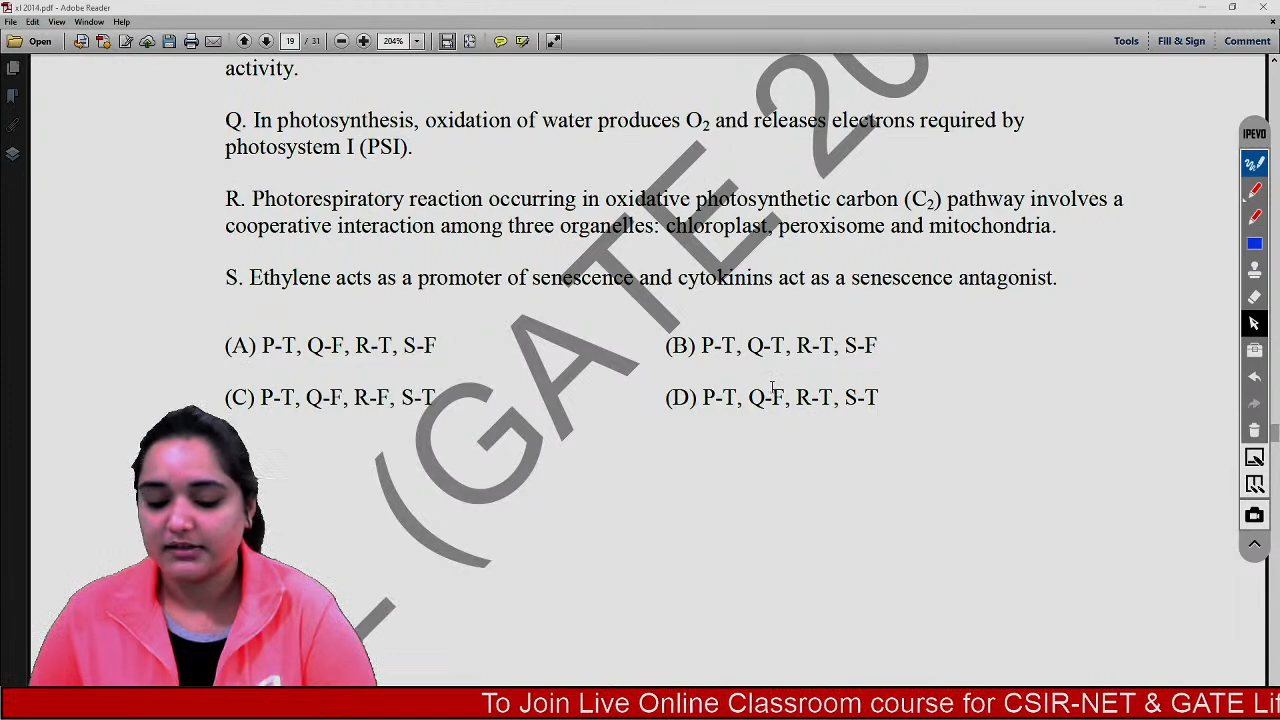 xl 2014.pdf - Adobe Reader
File Edit View Window Help
Open 19 / 31 204% Tools Fill & Sign Comment
activity.
Q. In photosynthesis, oxidation of water produces O₂ and releases electrons required by
photosystem I (PSI).
R. Photorespiratory reaction occurring in oxidative photosynthetic carbon (C₂) pathway involves a
cooperative interaction among three organelles: chloroplast, peroxisome and mitochondria.
S. Ethylene acts as a promoter of senescence and cytokinins act as a senescence antagonist.
(A) P-T, Q-F, R-T, S-F (B) P-T, Q-T, R-T, S-F
(C) P-T, Q-F, R-F, S-T (D) P-T, Q-F, R-T, S-T
(GATE 20
IPEVO
To Join Live Online Classroom course for CSIR-NET & GATE Li